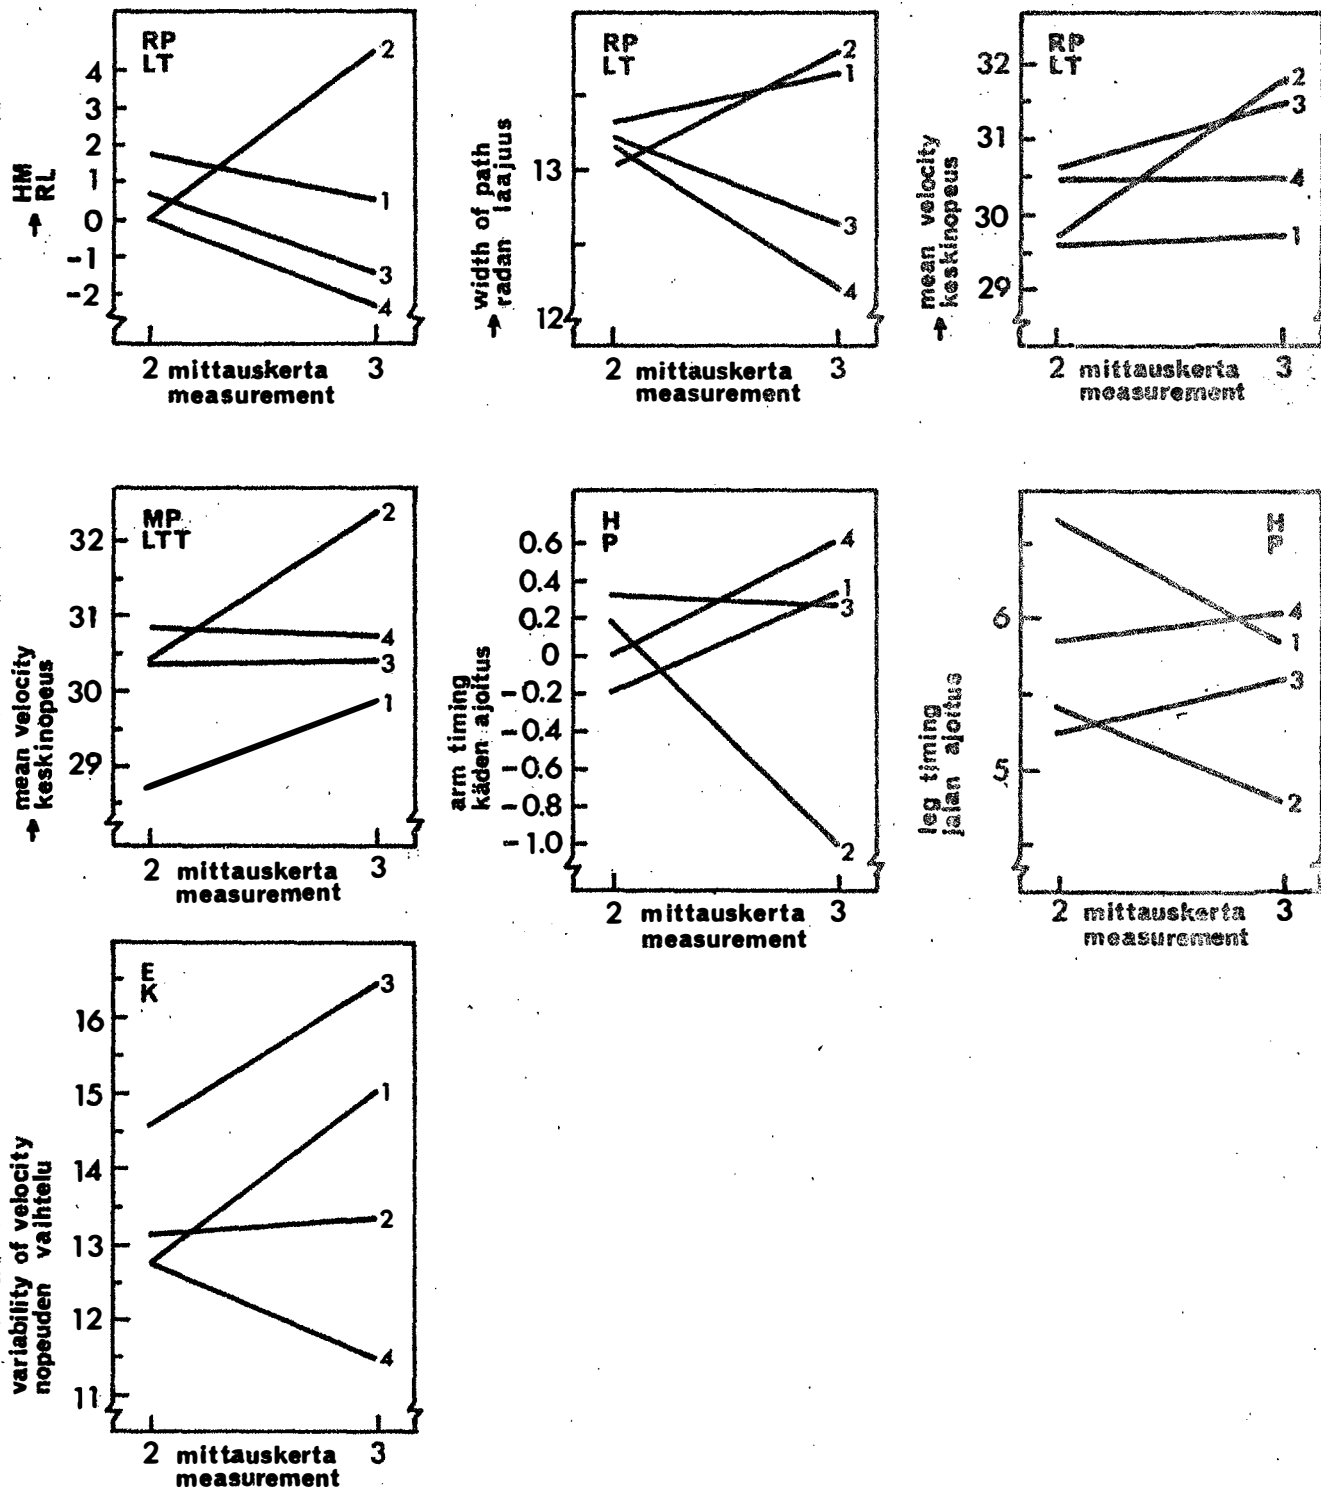 RP
LT
4
3
2
1
0
-1
-2
HM
RL
2
1
3
4
2 mittauskerta 3
measurement
RP
LT
13
12
width of path
radan laajuus
2
1
3
4
2 mittauskerta 3
measurement
RP
LT
32
31
30
29
mean velocity
keskinopeus
2
3
4
1
2 mittauskerta 3
measurement
MP
LTT
32
31
30
29
mean velocity
keskinopeus
2
4
3
1
2 mittauskerta 3
measurement
H
P
0.6
0.4
0.2
0
-0.2
-0.4
-0.6
-0.8
-1.0
arm timing
käden ajoitus
4
1
3
2
2 mittauskerta 3
measurement
H
P
6
5
leg timing
jalan ajoitus
4
1
3
2
2 mittauskerta 3
measurement
E
K
16
15
14
13
12
11
variability of velocity
nopeuden vaihtelu
3
1
2
4
2 mittauskerta 3
measurement